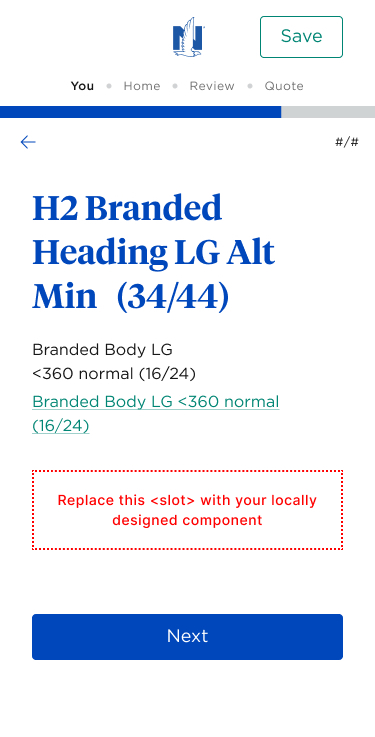 N
Save
You • Home • Review • Quote
#/#
H2 Branded
Heading LG Alt
Min (34/44)
Branded Body LG
<360 normal (16/24)
Branded Body LG <360 normal
(16/24)
Replace this <slot> with your locally
designed component
Next